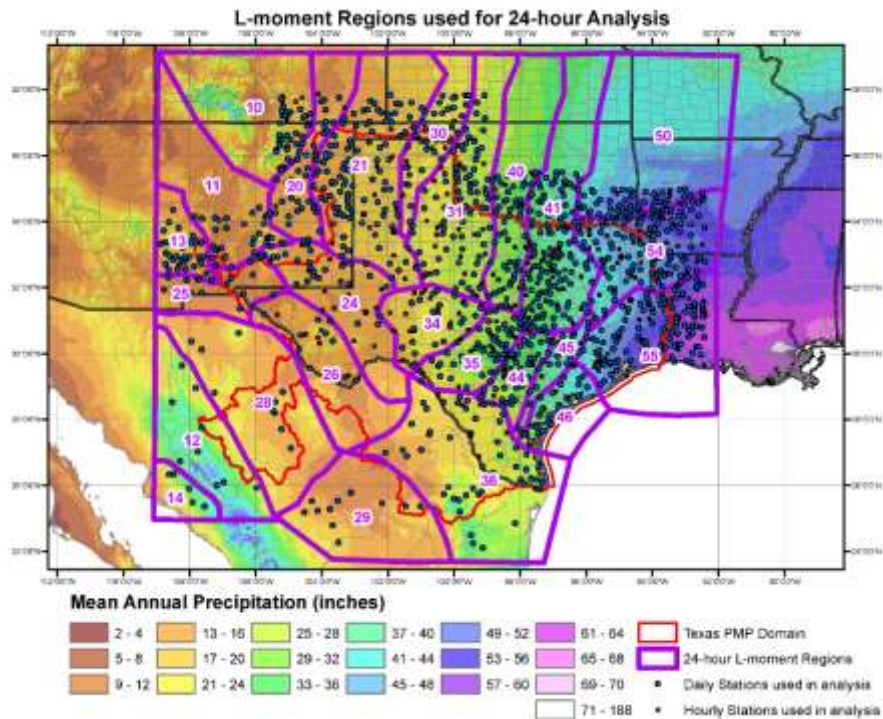 L-moment Regions used for 24-hour Analysis
10
30
21
50
11
20
40
31
41
13
54
25
24
34
45
35
55
26
44
28
46
12
36
14
29
Mean Annual Precipitation (inches)
2 - 4
13 - 16
25 - 28
37 - 40
49 - 52
61 - 64
Texas PMP Domain
5 - 8
17 - 20
29 - 32
41 - 44
53 - 56
65 - 68
24-hour L-moment Regions
9 - 12
21 - 24
33 - 36
45 - 48
57 - 60
69 - 70
Daily Stations used in analysis
71 - 188
Hourly Stations used in analysis